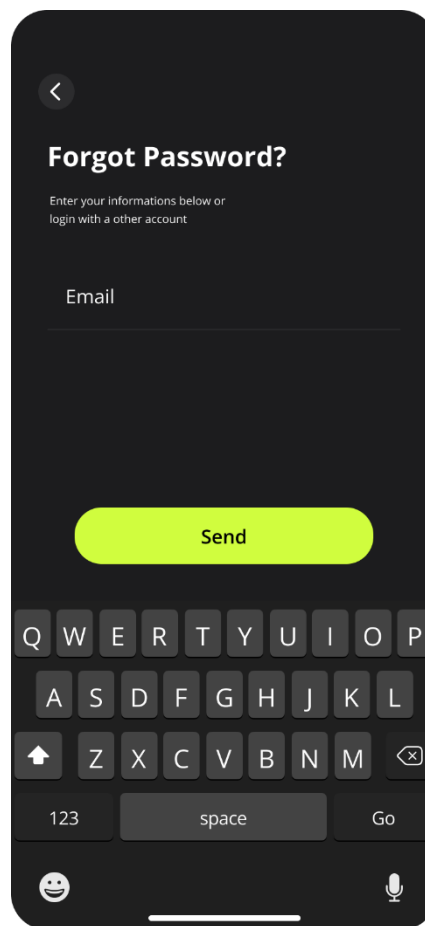 Forgot Password?
Enter your informations below or
login with a other account
Email
Send
Q W E R T Y U I O P
A S D F G H J K L
Z X C V B N M
123 space Go